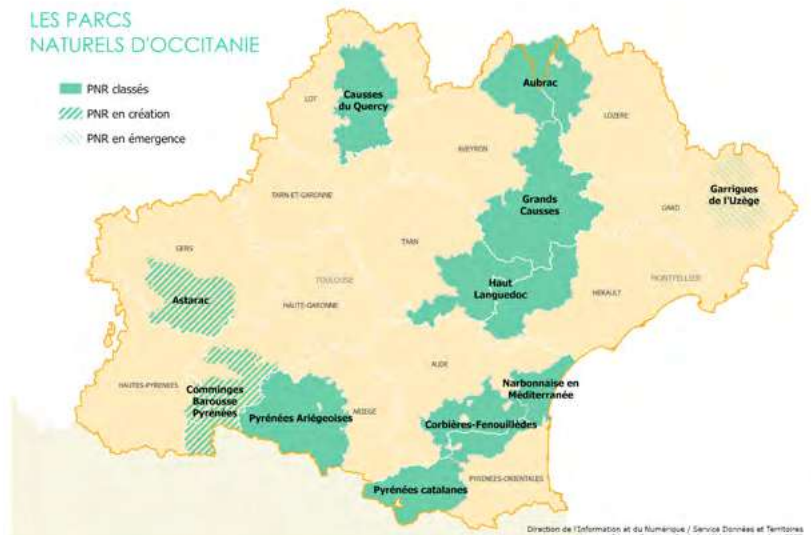 LES PARCS
NATURELS D'OCCITANIE
PNR classés
PNR en création
PNR en émergence
Causses
du Quercy
LOT
Aubrac
LOZERE
AVEYRON
Garrigues
de l'Uzège
GARD
TARN-ET-GARONNE
Grands
Causses
TARN
GERS
TOULOUSE
MONTPELLIER
Astarac
HAUTE-GARONNE
Haut
Languedoc
HERAULT
AUDE
HAUTES-PYRENEES
Comminges
Barousse
Pyrénées
Pyrénées Ariégeoises
ARIEGE
Narbonnaise en
Méditerranée
Corbières-Fenouillèdes
Pyrénées catalanes
PYRENEES-ORIENTALES
Direction de l'Information et du Numérique / Service Données et Territoires